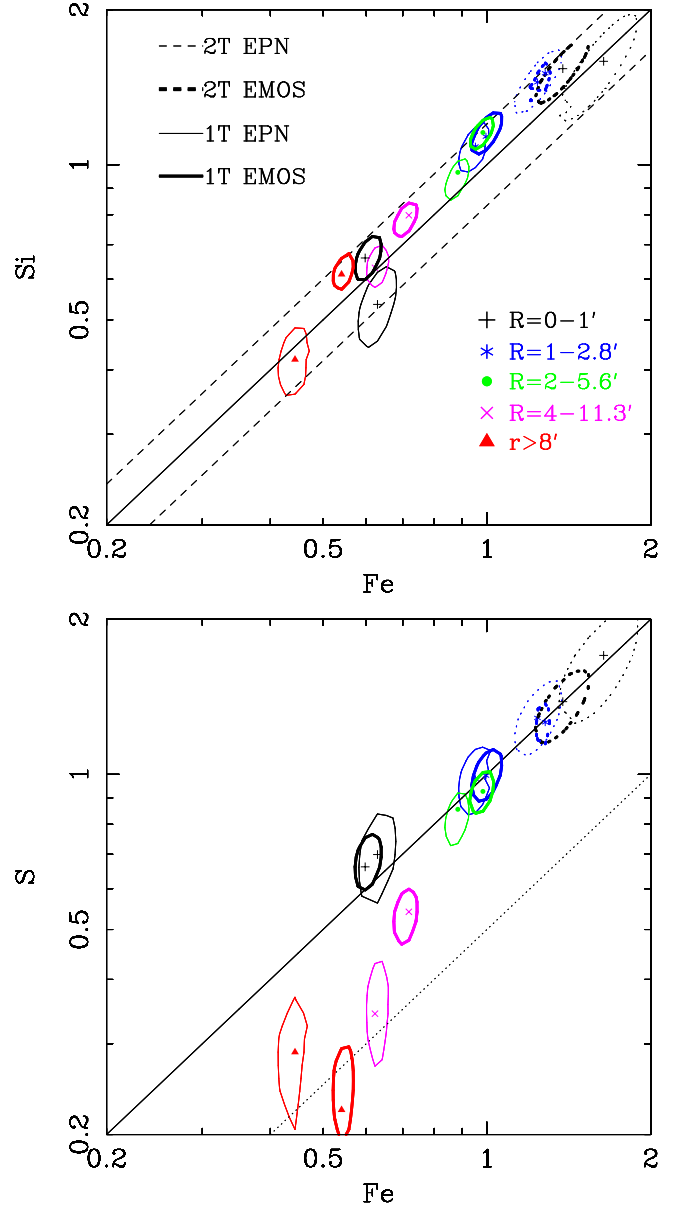 2
2T EPN
2T EMOS
1T EPN
1T EMOS
1
Si
0.5
+ R=0−1′
* R=1−2.8′
● R=2−5.6′
× R=4−11.3′
▲ r>8′
0.2
0.2 0.5 1 2
Fe
2
1
S
0.5
0.2
0.2 0.5 1 2
Fe